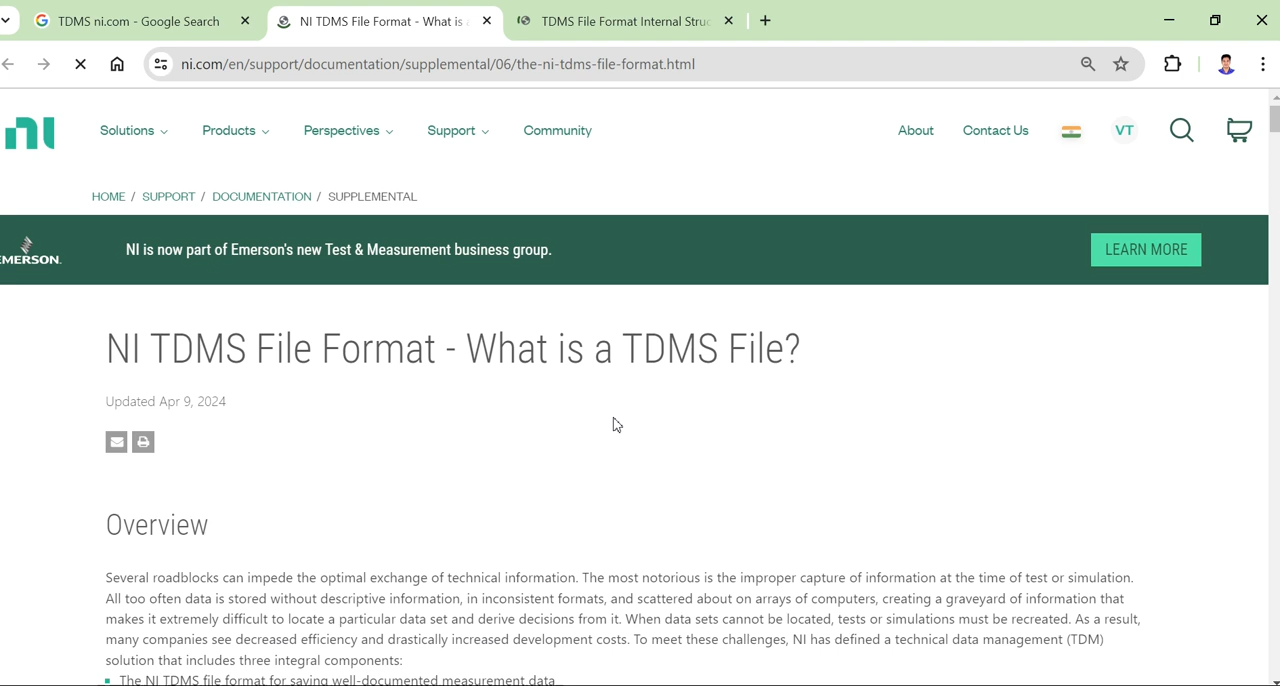 TDMS ni.com - Google Search
NI TDMS File Format - What is a
TDMS File Format Internal Struc
ni.com/en/support/documentation/supplemental/06/the-ni-tdms-file-format.html
Solutions Products Perspectives Support Community About Contact Us VT
HOME / SUPPORT / DOCUMENTATION / SUPPLEMENTAL
EMERSON.
NI is now part of Emerson's new Test & Measurement business group.
LEARN MORE
NI TDMS File Format - What is a TDMS File?
Updated Apr 9, 2024
Overview
Several roadblocks can impede the optimal exchange of technical information. The most notorious is the improper capture of information at the time of test or simulation.
All too often data is stored without descriptive information, in inconsistent formats, and scattered about on arrays of computers, creating a graveyard of information that
makes it extremely difficult to locate a particular data set and derive decisions from it. When data sets cannot be located, tests or simulations must be recreated. As a result,
many companies see decreased efficiency and drastically increased development costs. To meet these challenges, NI has defined a technical data management (TDM)
solution that includes three integral components:
The NI TDMS file format for saving well-documented measurement data